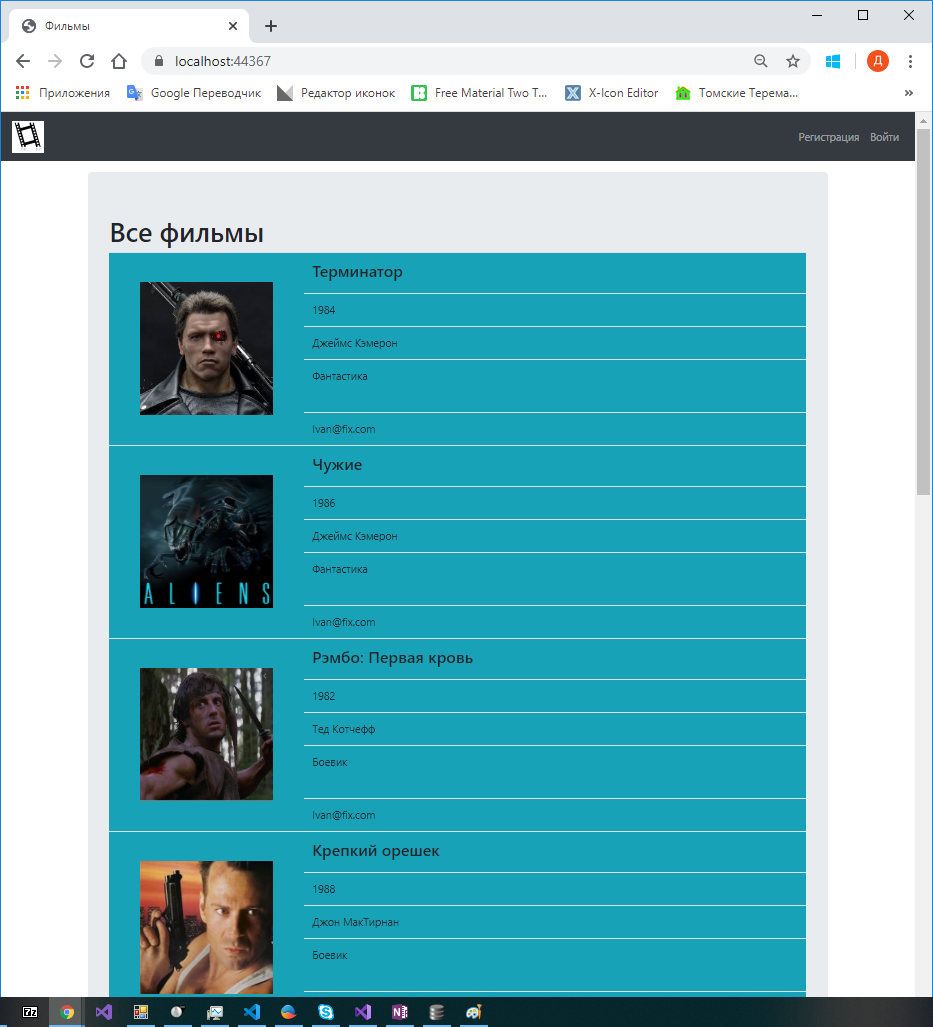 Фильмы
localhost:44367
Д
Приложения
Google Переводчик
Редактор иконок
Free Material Two T...
X-Icon Editor
Томские Терема...
Регистрация
Войти
Все фильмы
Терминатор
1984
Джеймс Кэмерон
Фантастика
Ivan@fix.com
Чужие
1986
Джеймс Кэмерон
Фантастика
Ivan@fix.com
ALIENS
Рэмбо: Первая кровь
1982
Тед Котчефф
Боевик
Ivan@fix.com
Крепкий орешек
1988
Джон МакТирнан
Боевик